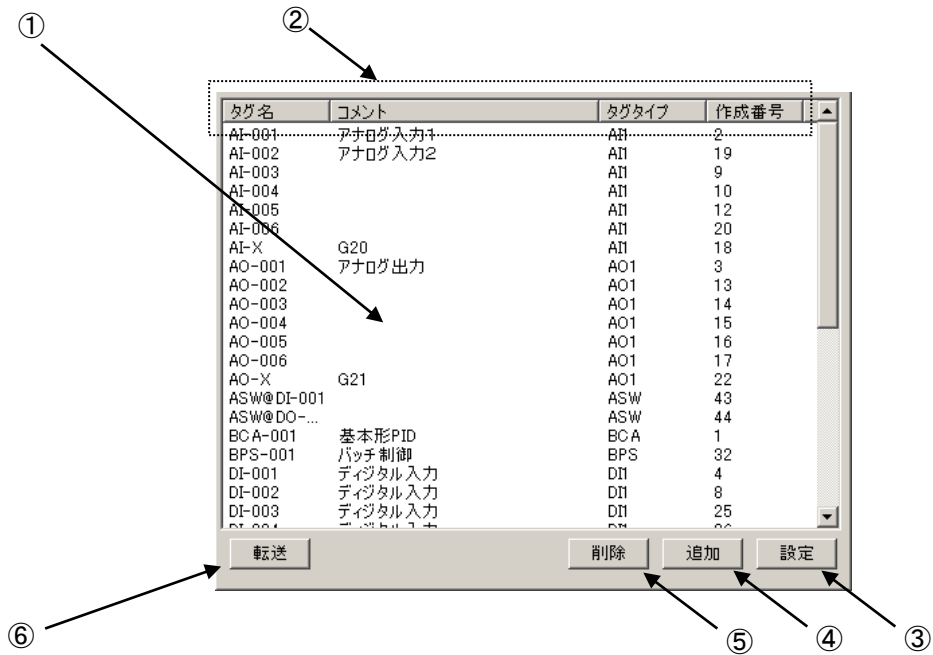 ① ②
タグ名 コメント タグタイプ 作成番号
AI-001 アナログ入力1 AI1 2
AI-002 アナログ入力2 AI1 19
AI-003 AI1 9
AI-004 AI1 10
AI-005 AI1 12
AI-006 AI1 20
AI-X G20 AI1 18
AO-001 アナログ出力 AO1 3
AO-002 AO1 13
AO-003 AO1 14
AO-004 AO1 15
AO-005 AO1 16
AO-006 AO1 17
AO-X G21 AO1 22
ASW@DI-001 ASW 43
ASW@DO-... ASW 44
BCA-001 基本形PID BCA 1
BPS-001 バッチ制御 BPS 32
DI-001 ディジタル入力 DI1 4
DI-002 ディジタル入力 DI1 8
DI-003 ディジタル入力 DI1 25
転送 削除 追加 設定
⑥ ⑤ ④ ③